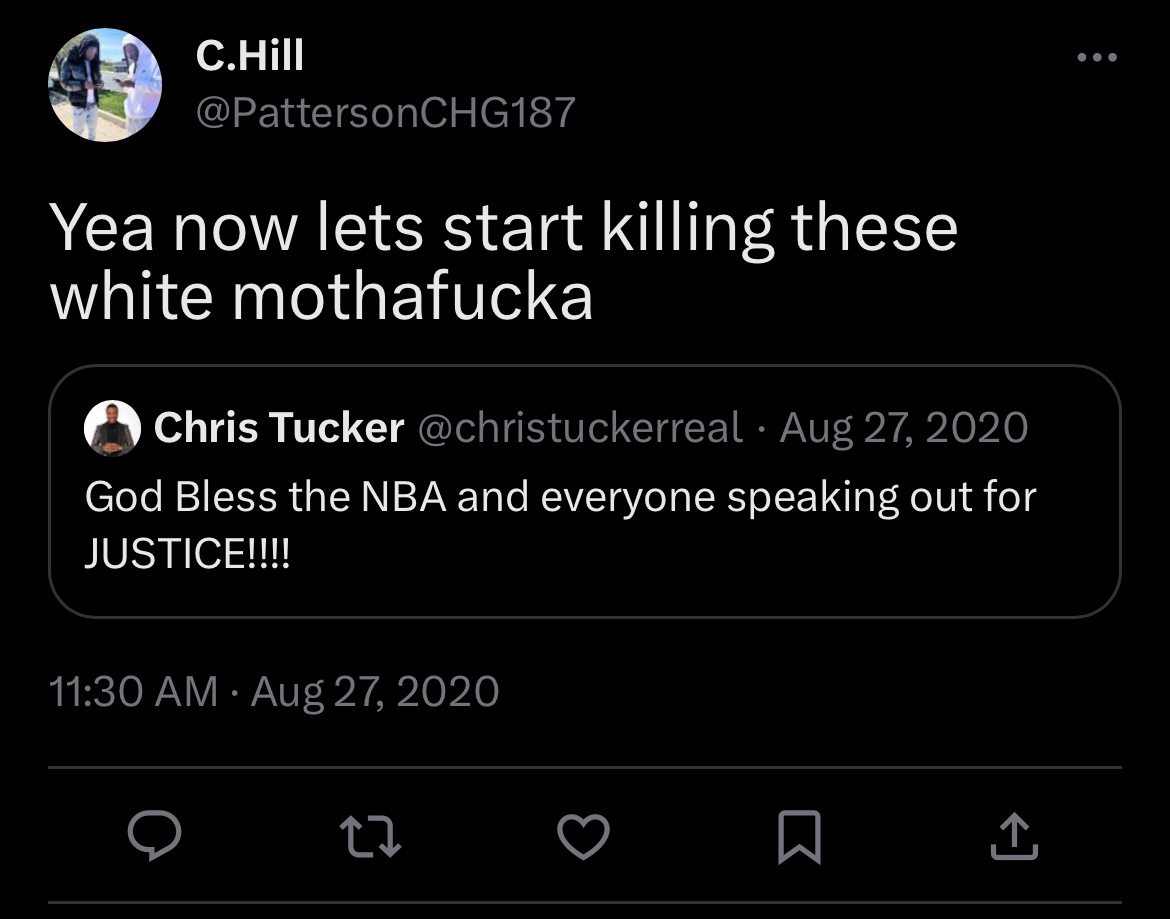 C.Hill
@PattersonCHG187
Yea now lets start killing these
white mothafucka
Chris Tucker @christuckerreal · Aug 27, 2020
God Bless the NBA and everyone speaking out for
JUSTICE!!!!
11:30 AM · Aug 27, 2020